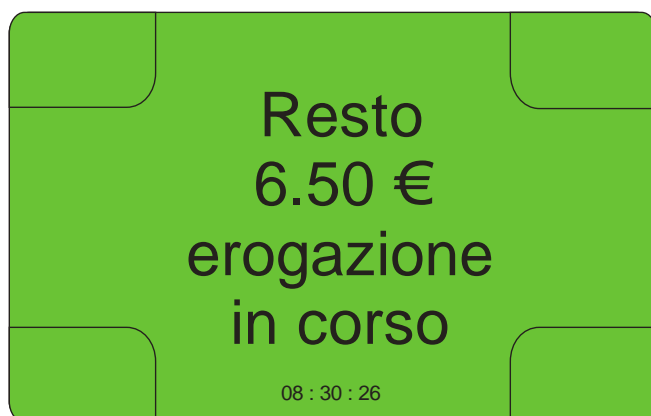 Resto
6.50 €
erogazione
in corso
08 : 30 : 26